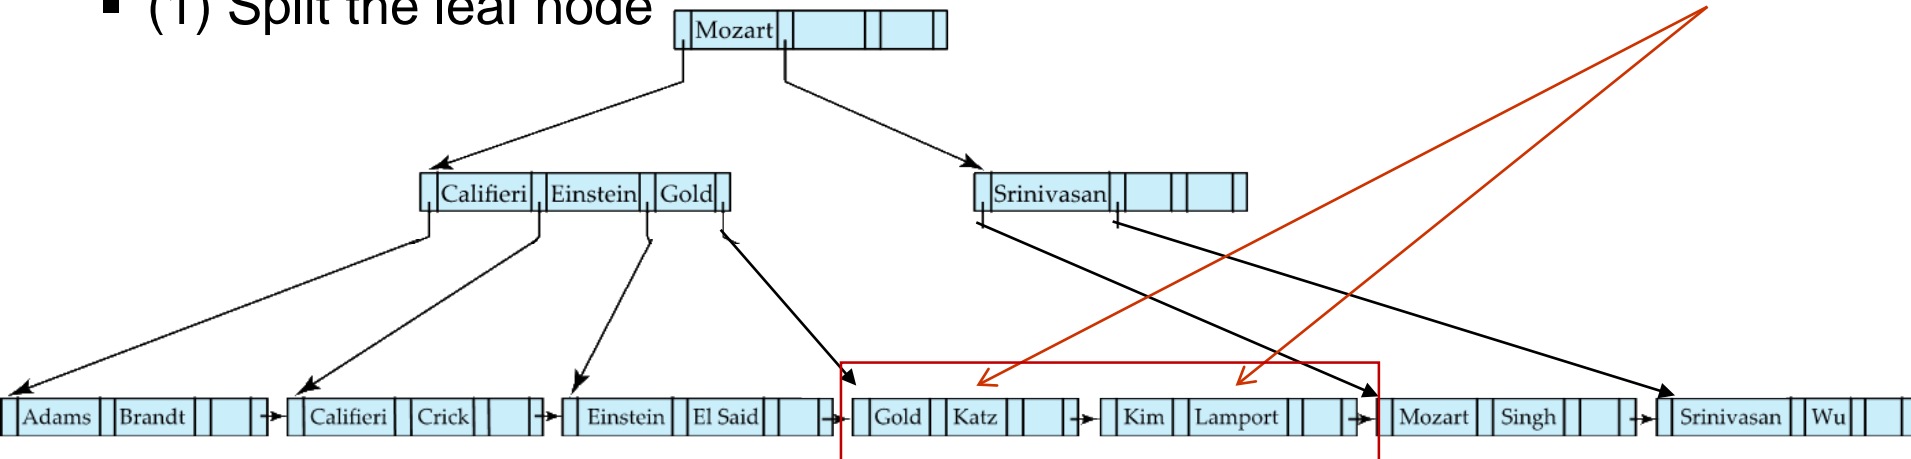 ▪ (1) Split the leaf node
Mozart
Califieri Einstein Gold
Srinivasan
Adams Brandt
Califieri Crick
Einstein El Said
Gold Katz
Kim Lamport
Mozart Singh
Srinivasan Wu